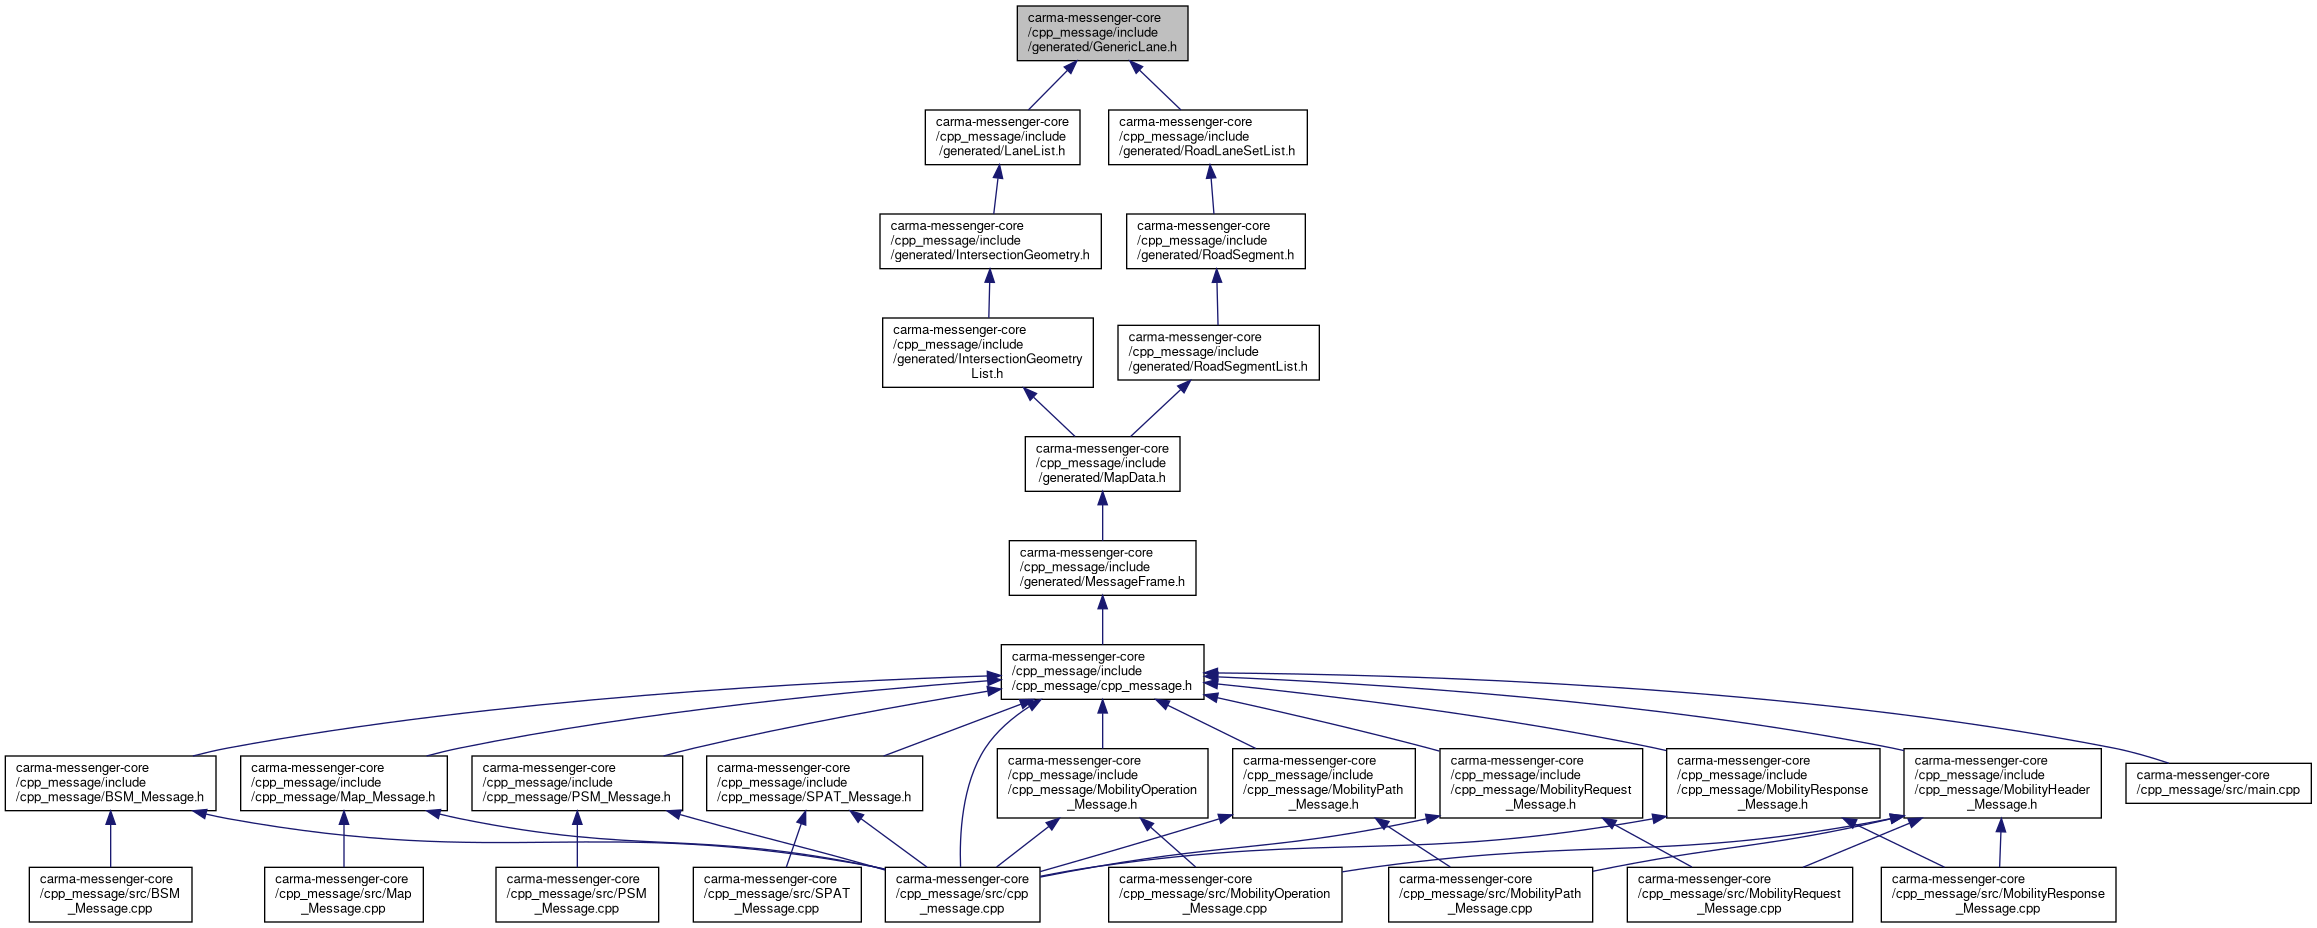 carma-messenger-core
/cpp_message/include
/generated/GenericLane.h
carma-messenger-core
/cpp_message/include
/generated/LaneList.h
carma-messenger-core
/cpp_message/include
/generated/RoadLaneSetList.h
carma-messenger-core
/cpp_message/include
/generated/IntersectionGeometry.h
carma-messenger-core
/cpp_message/include
/generated/RoadSegment.h
carma-messenger-core
/cpp_message/include
/generated/IntersectionGeometry
List.h
carma-messenger-core
/cpp_message/include
/generated/RoadSegmentList.h
carma-messenger-core
/cpp_message/include
/generated/MapData.h
carma-messenger-core
/cpp_message/include
/generated/MessageFrame.h
carma-messenger-core
/cpp_message/include
/cpp_message/cpp_message.h
carma-messenger-core
/cpp_message/include
/cpp_message/BSM_Message.h
carma-messenger-core
/cpp_message/include
/cpp_message/Map_Message.h
carma-messenger-core
/cpp_message/include
/cpp_message/PSM_Message.h
carma-messenger-core
/cpp_message/include
/cpp_message/SPAT_Message.h
carma-messenger-core
/cpp_message/include
/cpp_message/MobilityOperation
_Message.h
carma-messenger-core
/cpp_message/include
/cpp_message/MobilityPath
_Message.h
carma-messenger-core
/cpp_message/include
/cpp_message/MobilityRequest
_Message.h
carma-messenger-core
/cpp_message/include
/cpp_message/MobilityResponse
_Message.h
carma-messenger-core
/cpp_message/include
/cpp_message/MobilityHeader
_Message.h
carma-messenger-core
/cpp_message/src/main.cpp
carma-messenger-core
/cpp_message/src/BSM
_Message.cpp
carma-messenger-core
/cpp_message/src/Map
_Message.cpp
carma-messenger-core
/cpp_message/src/PSM
_Message.cpp
carma-messenger-core
/cpp_message/src/SPAT
_Message.cpp
carma-messenger-core
/cpp_message/src/cpp
_message.cpp
carma-messenger-core
/cpp_message/src/MobilityOperation
_Message.cpp
carma-messenger-core
/cpp_message/src/MobilityPath
_Message.cpp
carma-messenger-core
/cpp_message/src/MobilityRequest
_Message.cpp
carma-messenger-core
/cpp_message/src/MobilityResponse
_Message.cpp